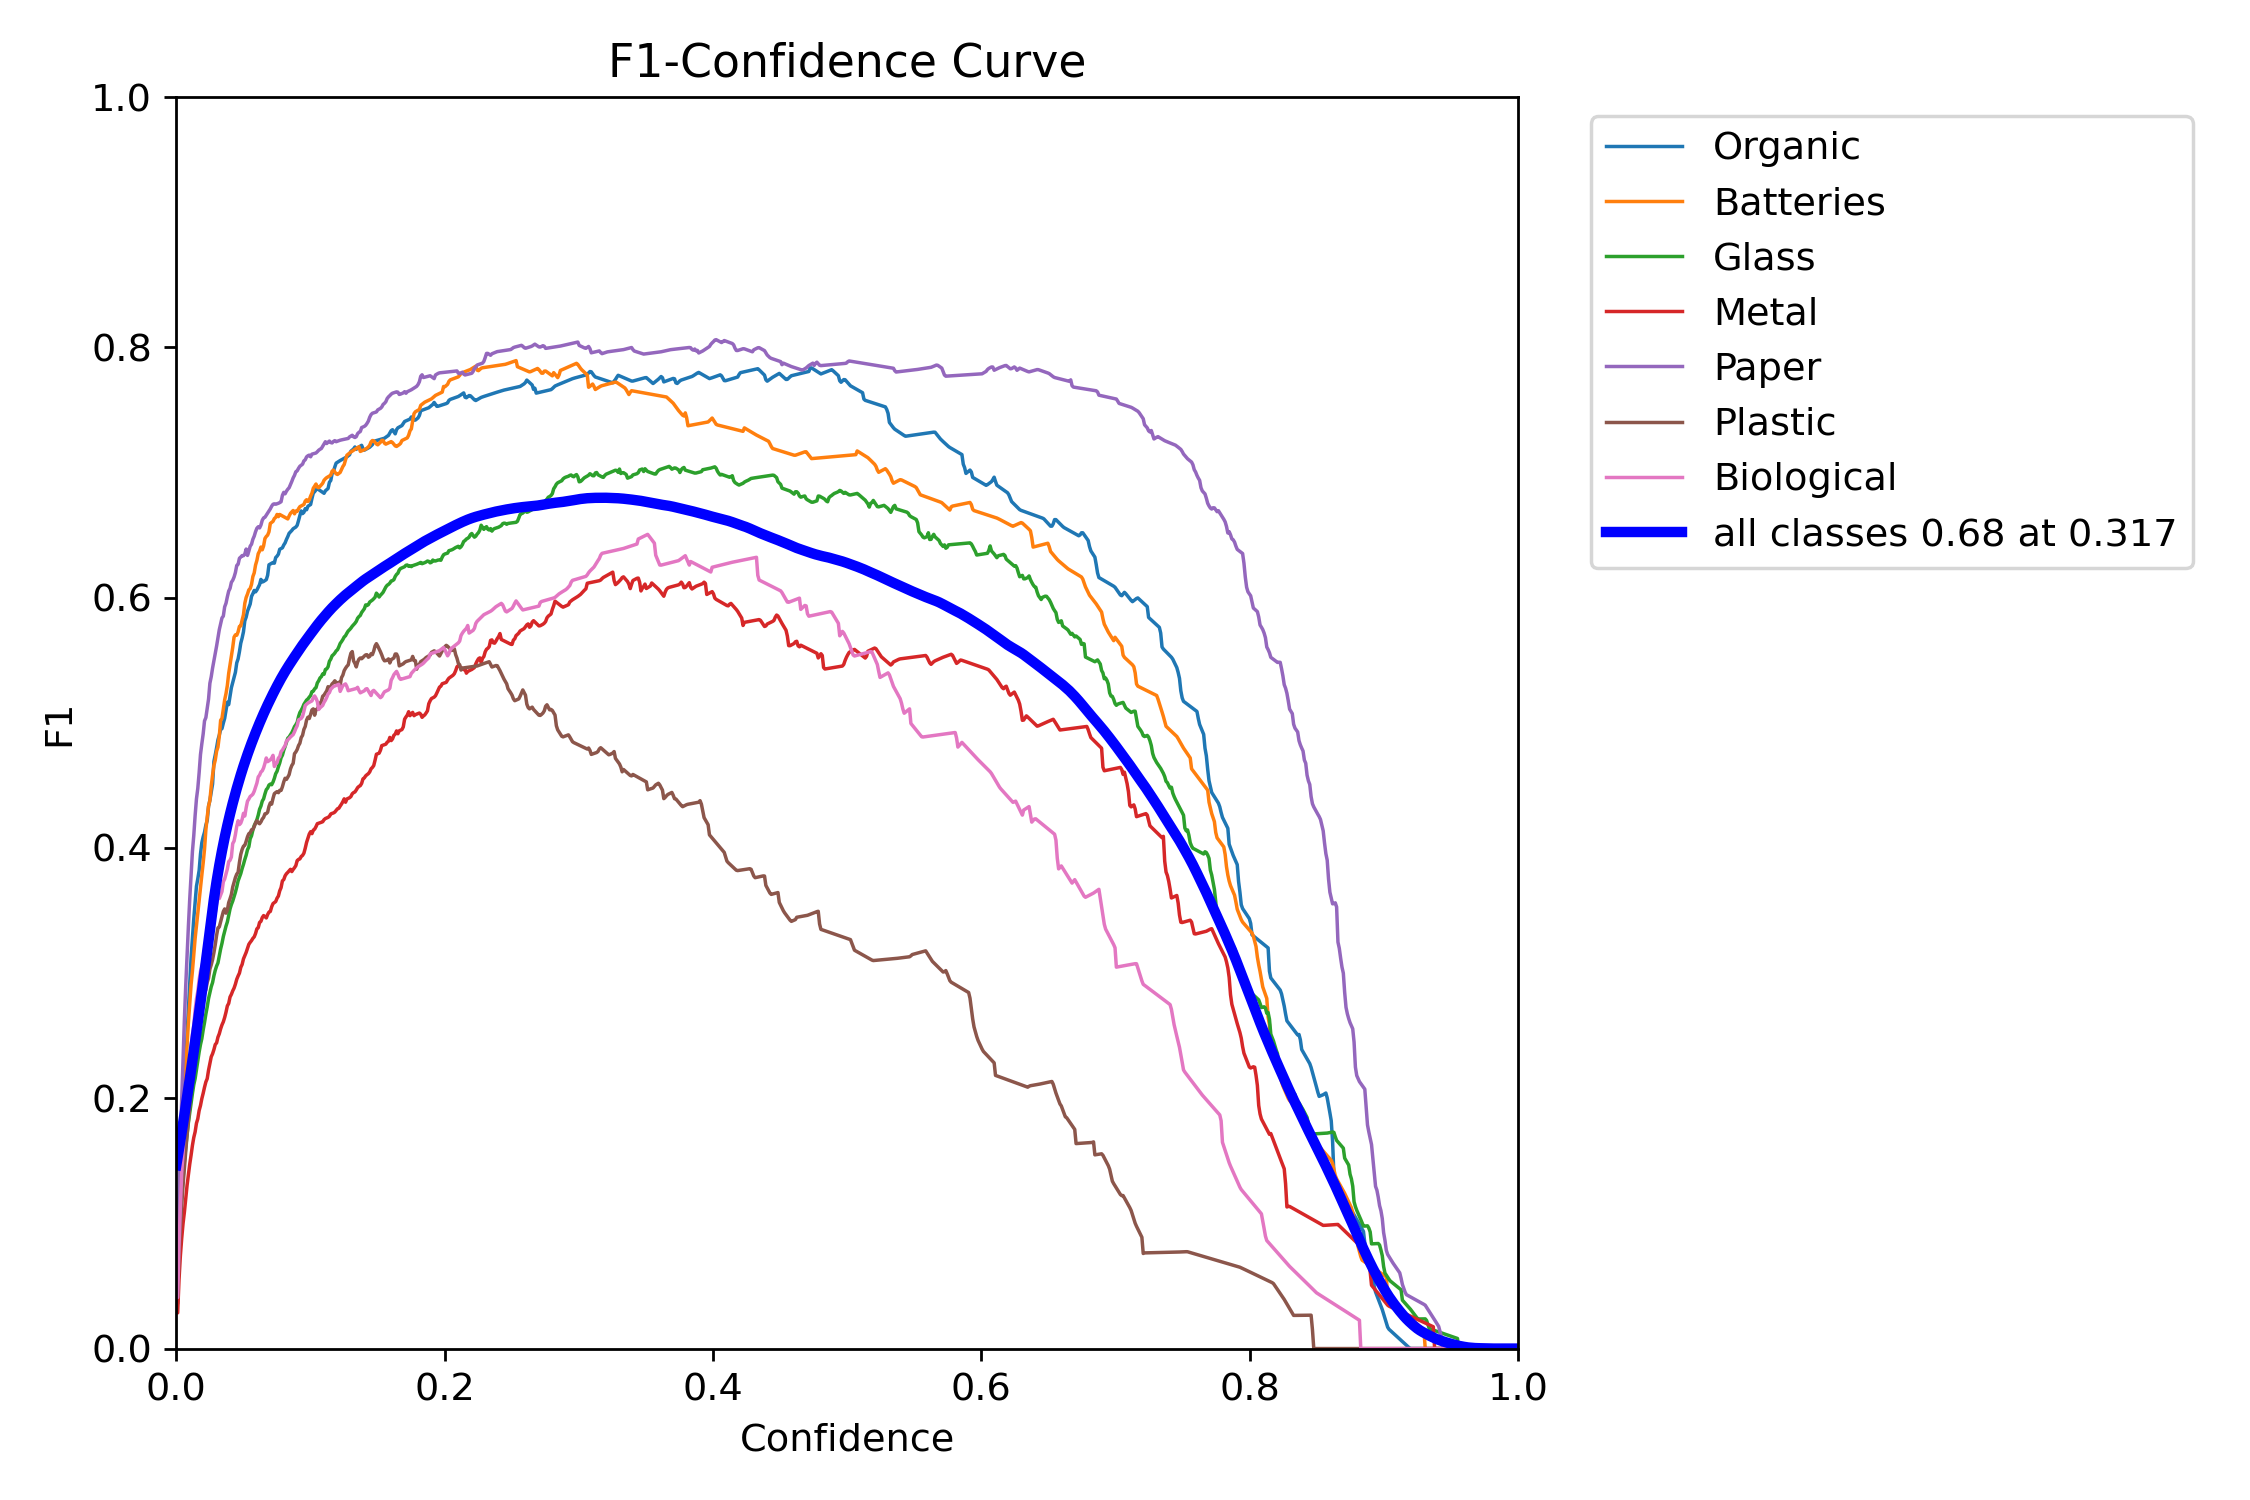 F1-Confidence Curve
1.0
0.8
0.6
0.4
0.2
0.0
F1
0.0 0.2 0.4 0.6 0.8 1.0
Confidence
Organic
Batteries
Glass
Metal
Paper
Plastic
Biological
all classes 0.68 at 0.317